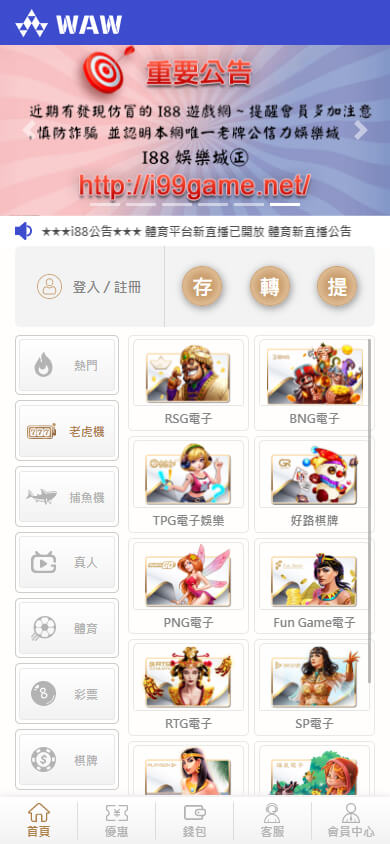 WAW
重要公告
近期有發現仿冒的 I88 遊戲網 ~ 提醒會員多加注意
慎防詐騙 並認明本網唯一老牌公信力娛樂城
I88 娛樂城㊣
http://i99game.net/
★★★i88公告★★★ 體育平台新直播已開放 體育新直播公告
登入 / 註冊
存
轉
提
熱門
老虎機
捕魚機
真人
體育
彩票
棋牌
RSG電子
BNG電子
TPG電子娛樂
好路棋牌
PNG電子
Fun Game電子
RTG電子
SP電子
首頁
優惠
錢包
客服
會員中心